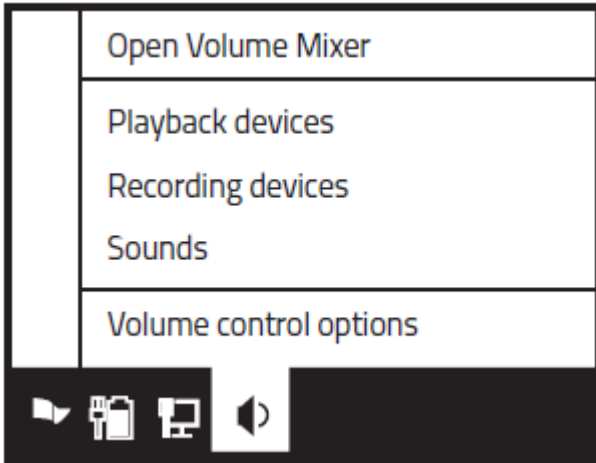 Open Volume Mixer
Playback devices
Recording devices
Sounds
Volume control options